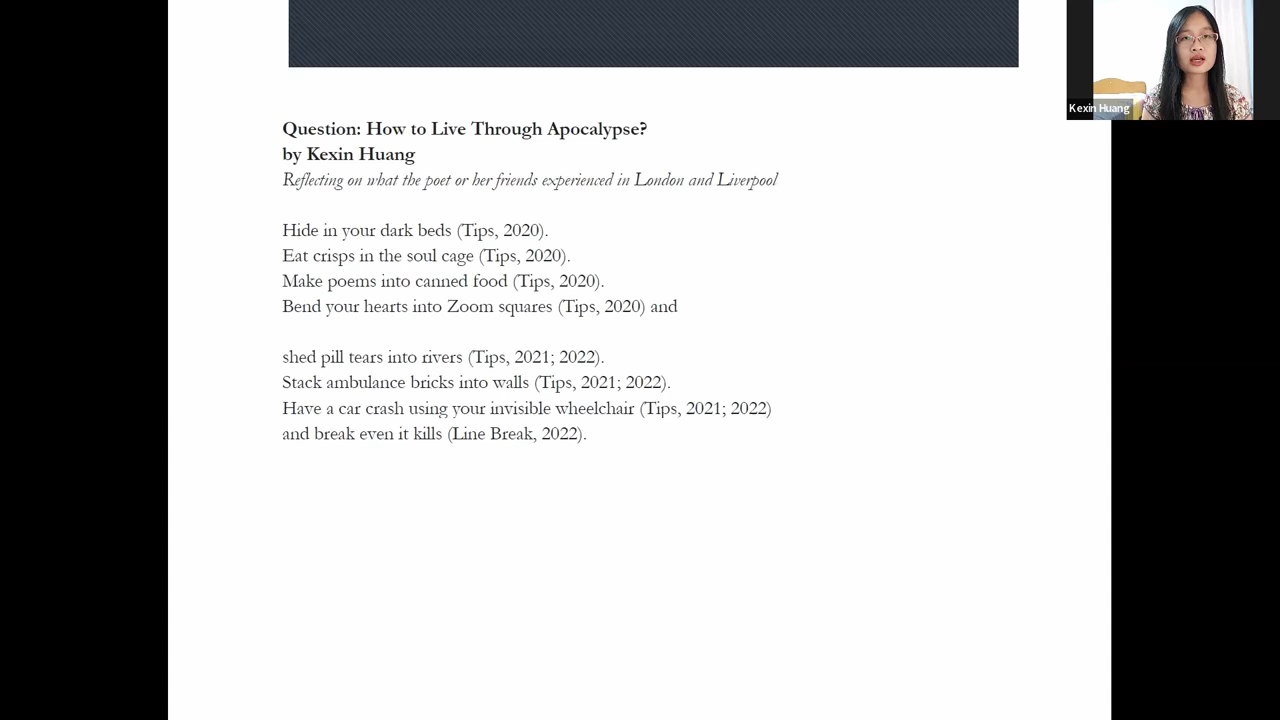 Question: How to Live Through Apocalypse?
by Kexin Huang
Reflecting on what the poet or her friends experienced in London and Liverpool
Hide in your dark beds (Tips, 2020).
Eat crisps in the soul cage (Tips, 2020).
Make poems into canned food (Tips, 2020).
Bend your hearts into Zoom squares (Tips, 2020) and
shed pill tears into rivers (Tips, 2021; 2022).
Stack ambulance bricks into walls (Tips, 2021; 2022).
Have a car crash using your invisible wheelchair (Tips, 2021; 2022)
and break even it kills (Line Break, 2022).
Kexin Huang